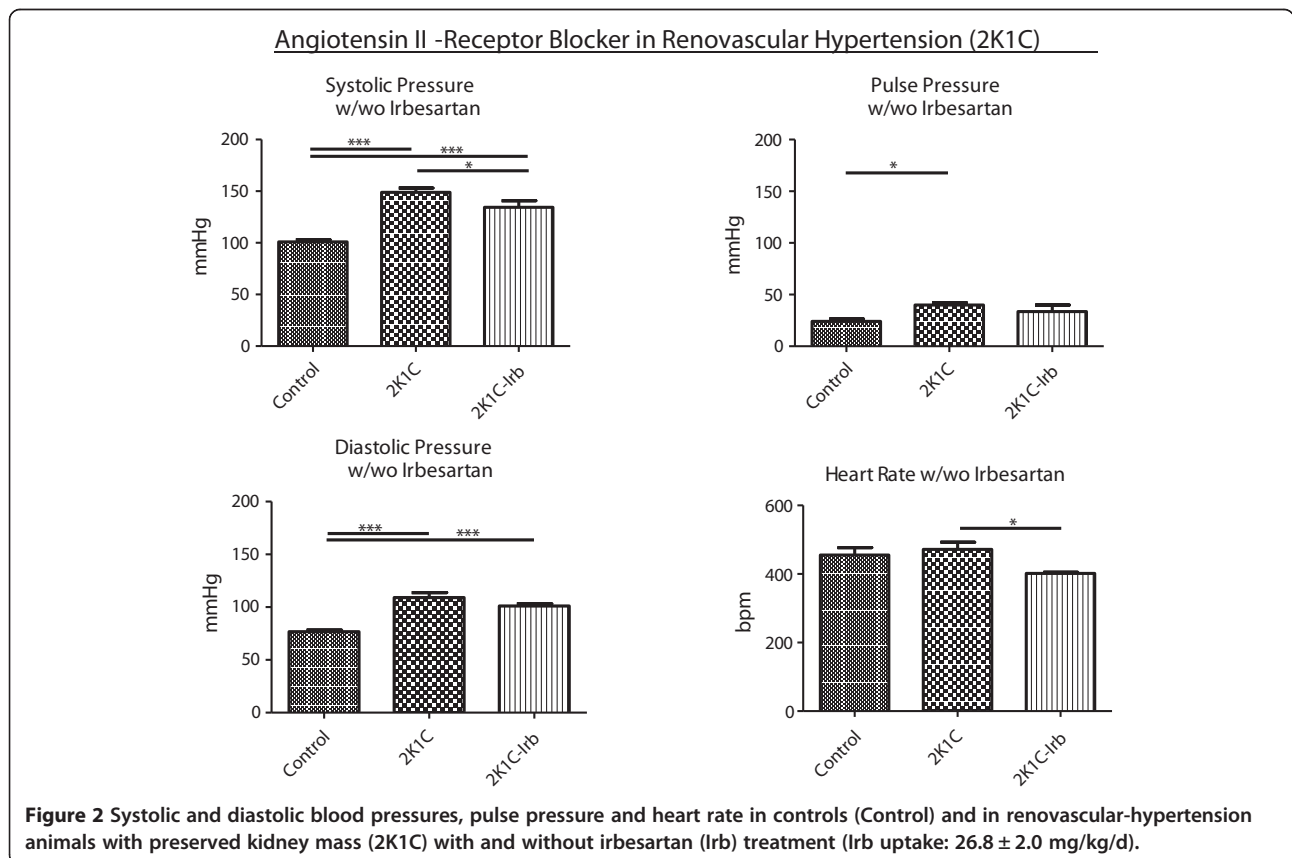 Angiotensin II -Receptor Blocker in Renovascular Hypertension (2K1C)
Systolic Pressure
w/wo Irbesartan
200
150
100
50
0
mmHg
***
***
*
Control
2K1C
2K1C-Irb
Pulse Pressure
w/wo Irbesartan
200
150
100
50
0
mmHg
*
Control
2K1C
2K1C-Irb
Diastolic Pressure
w/wo Irbesartan
200
150
100
50
0
mmHg
***
***
Control
2K1C
2K1C-Irb
Heart Rate w/wo Irbesartan
600
400
200
0
bpm
*
Control
2K1C
2K1C-Irb
Figure 2 Systolic and diastolic blood pressures, pulse pressure and heart rate in controls (Control) and in renovascular-hypertension
animals with preserved kidney mass (2K1C) with and without irbesartan (Irb) treatment (Irb uptake: 26.8 ± 2.0 mg/kg/d).